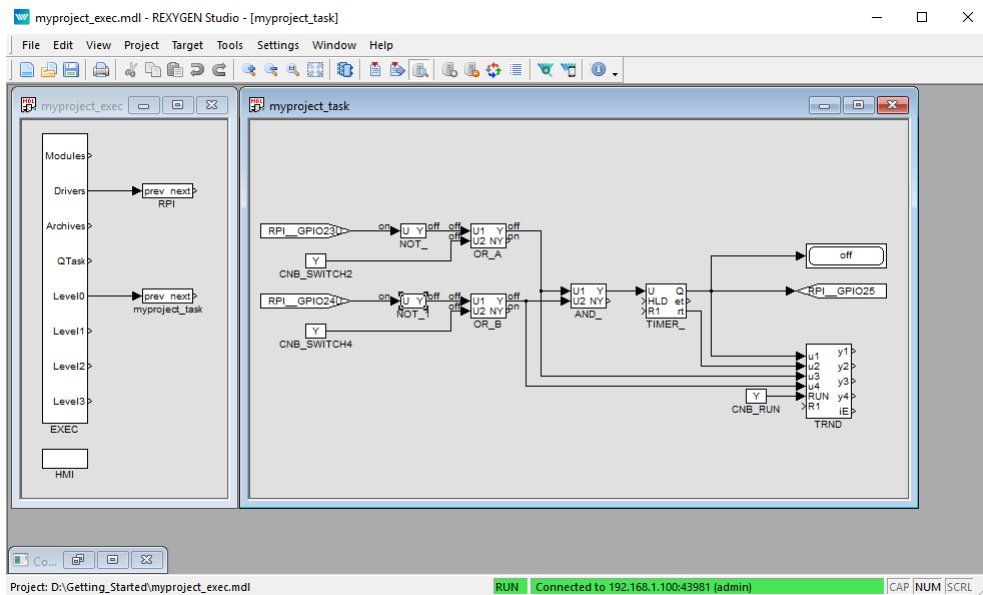 myproject_exec.mdl - REXYGEN Studio - [myproject_task]
File Edit View Project Target Tools Settings Window Help
myproject_exec
Modules
Drivers
prev next
RPI
Archives
QTask
Level0
prev next
myproject_task
Level1
Level2
Level3
EXEC
HMI
myproject_task
RPI__GPIO23
on U Y off off U1 Y off
off U2 NY on
NOT_
OR_A
Y
CNB_SWITCH2
RPI__GPIO24
on U Y off off U1 Y off
off U2 NY on
NOT_1
OR_B
Y
CNB_SWITCH4
U1 Y
U2 NY
AND_
U Q
HLD et
R1 rt
TIMER_
off
RPI__GPIO25
u1 y1
u2 y2
u3 y3
u4
RUN y4
R1 iE
TRND
Y
CNB_RUN
Co...
Project: D:\Getting_Started\myproject_exec.mdl
RUN
Connected to 192.168.1.100:43981 (admin)
CAP NUM SCRL